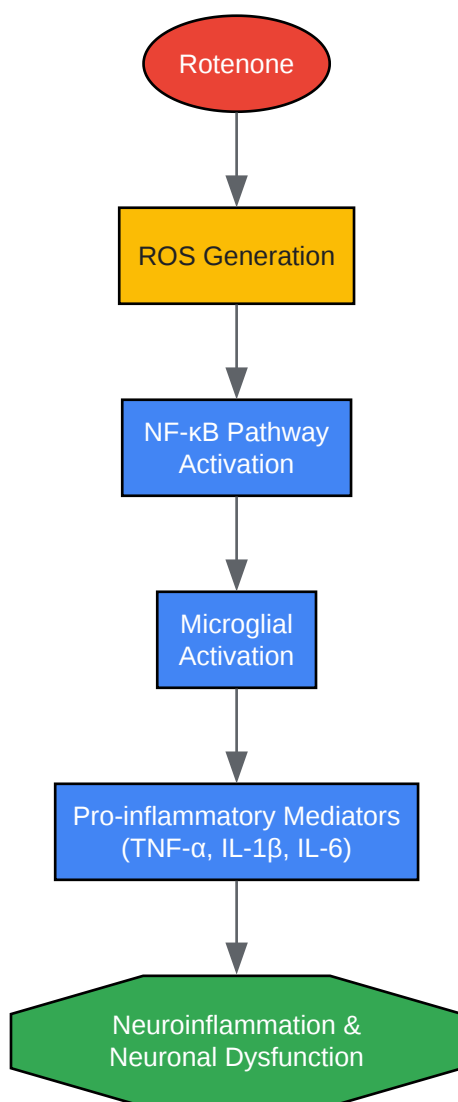 Rotenone
ROS Generation
NF-κB Pathway
Activation
Microglial
Activation
Pro-inflammatory Mediators
(TNF-α, IL-1β, IL-6)
Neuroinflammation &
Neuronal Dysfunction